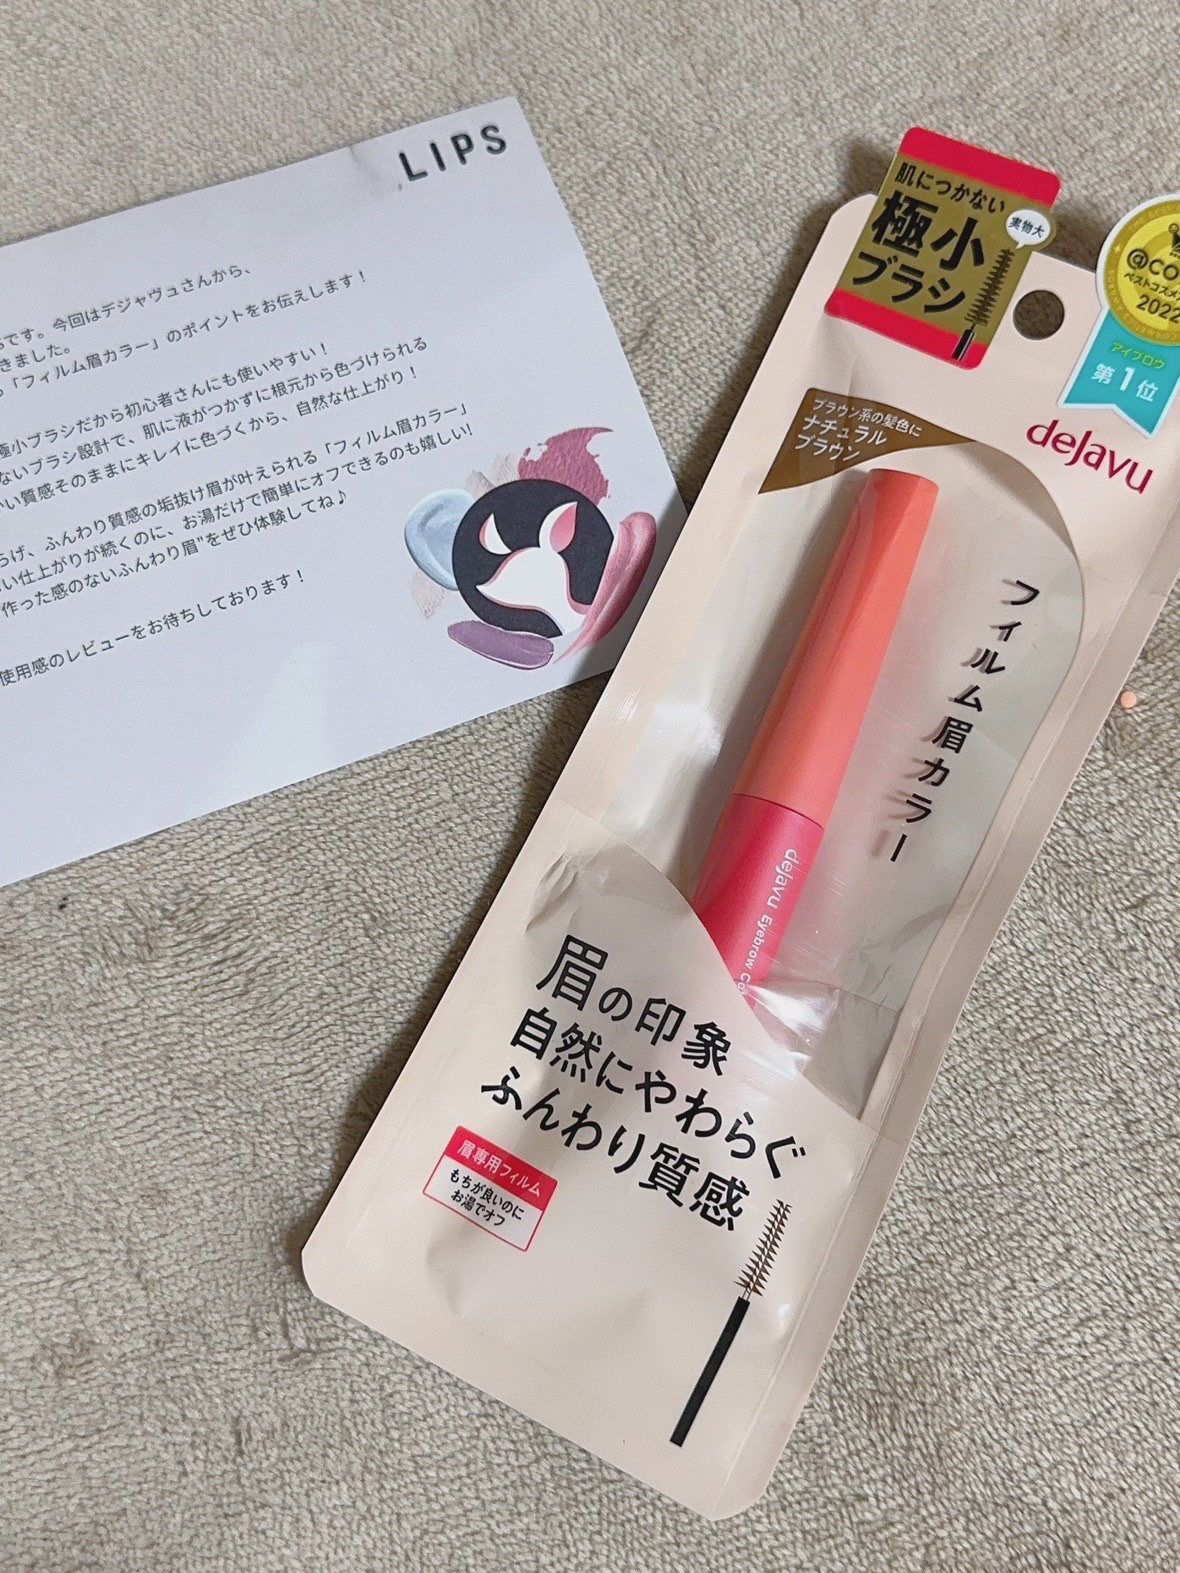 LIPS
です。今回はデジャヴュさんから、
きました。
「フィルム眉カラー」のポイントをお伝えします！
極小ブラシだから初心者さんにも使いやすい！
ないブラシ設計で、肌に液がつかずに根元から色づけられる
い質感そのままにキレイに色づくから、自然な仕上がり！
らげ、ふんわり質感の垢抜け眉が叶えられる「フィルム眉カラー」
い仕上がりが続くのに、お湯だけで簡単にオフできるのも嬉しい!
作った感のないふんわり眉"をぜひ体験してね♪
使用感のレビューをお待ちしております！
肌につかない
極小
ブラシ
実物大
@CO
ベストコスメ
2022
アイブロウ
第1位
dejavu
ブラウン系の髪色に
ナチュラル
ブラウン
フィルム眉カラー
dejavu Eyebrow Co
眉の印象
自然にやわらぐ
ふんわり質感
眉専用フィルム
もちが良いのに
お湯でオフ